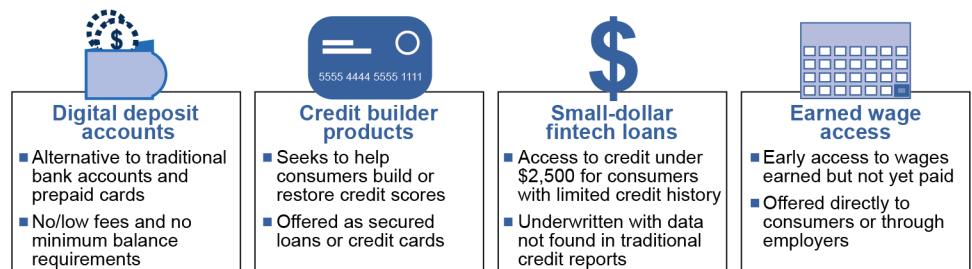 $
5555 4444 5555 1111
$
Digital deposit
accounts
■ Alternative to traditional
bank accounts and
prepaid cards
■ No/low fees and no
minimum balance
requirements
Credit builder
products
■ Seeks to help
consumers build or
restore credit scores
■ Offered as secured
loans or credit cards
Small-dollar
fintech loans
■ Access to credit under
$2,500 for consumers
with limited credit history
■ Underwritten with data
not found in traditional
credit reports
Earned wage
access
■ Early access to wages
earned but not yet paid
■ Offered directly to
consumers or through
employers